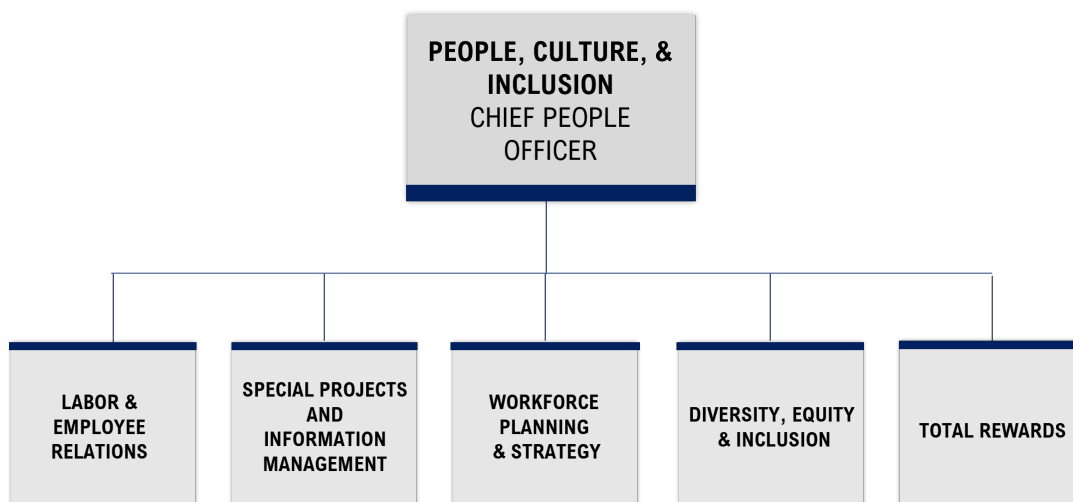 PEOPLE, CULTURE, &
INCLUSION
CHIEF PEOPLE
OFFICER
LABOR &
EMPLOYEE
RELATIONS
SPECIAL PROJECTS
AND
INFORMATION
MANAGEMENT
WORKFORCE
PLANNING
& STRATEGY
DIVERSITY, EQUITY
& INCLUSION
TOTAL REWARDS